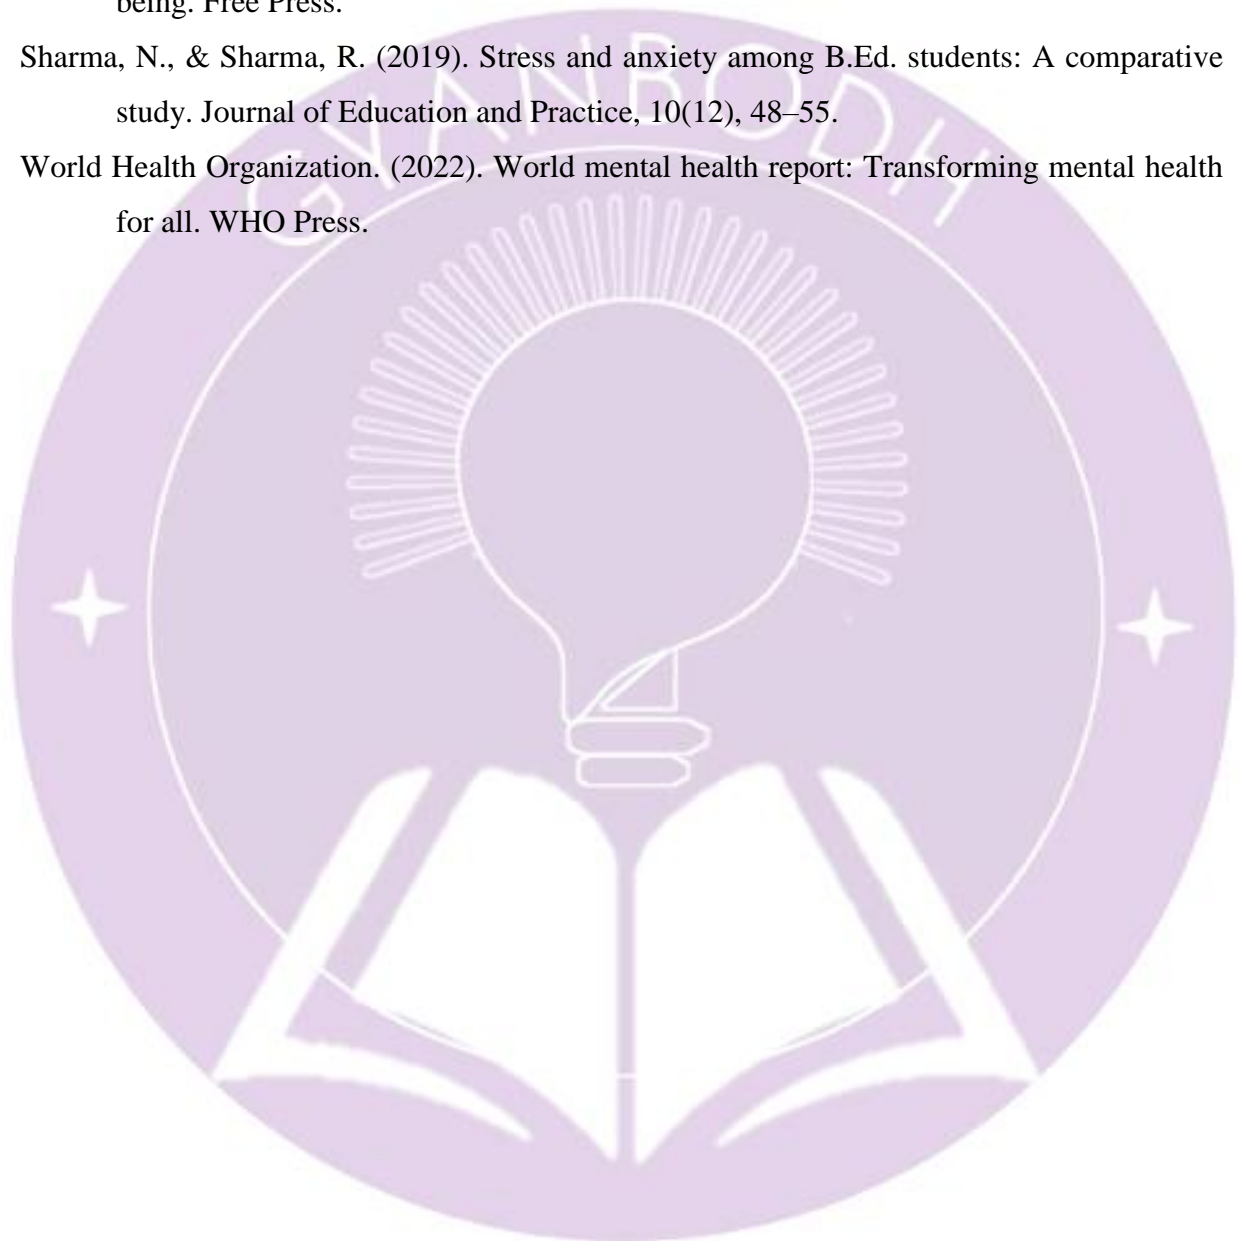 being. Free Press.
Sharma, N., & Sharma, R. (2019). Stress and anxiety among B.Ed. students: A comparative
study. Journal of Education and Practice, 10(12), 48–55.
World Health Organization. (2022). World mental health report: Transforming mental health
for all. WHO Press.
GYANBODH